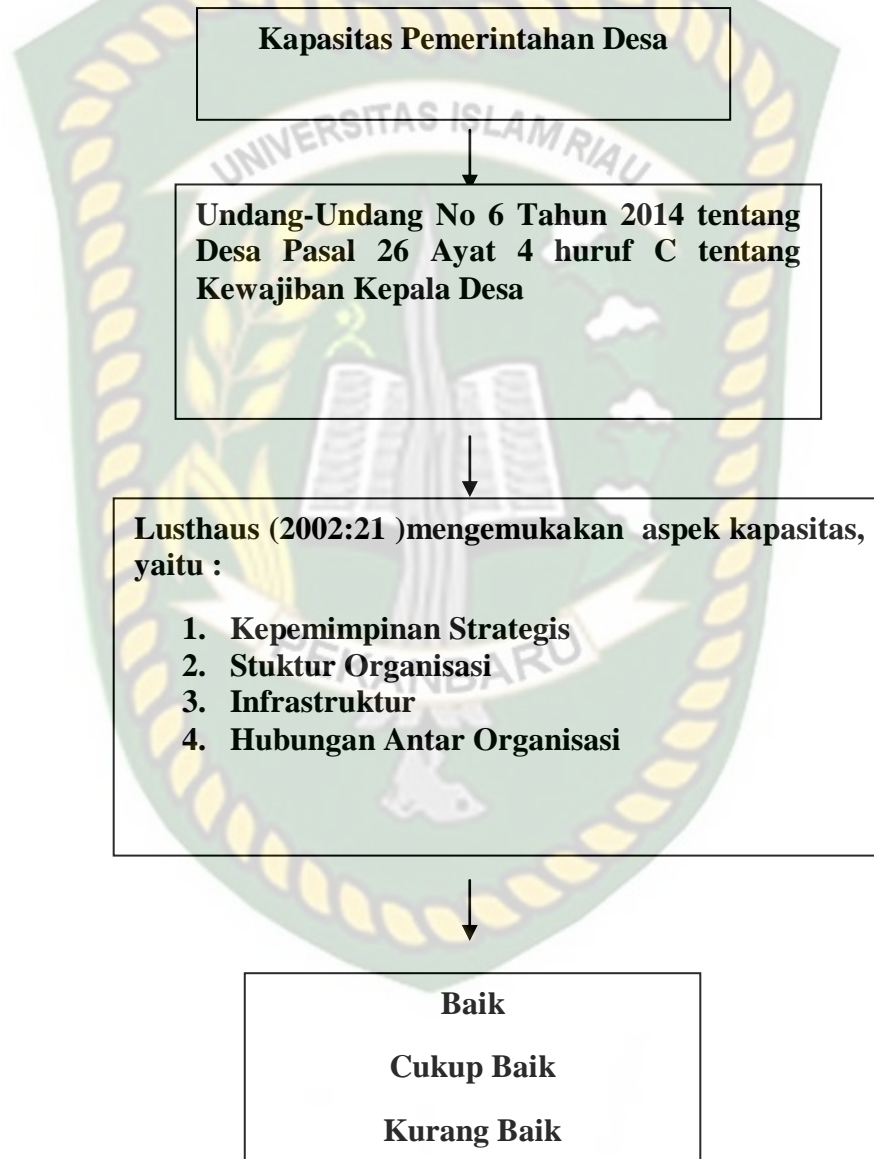 Kapasitas Pemerintahan Desa
UNIVERSITAS ISLAM RIAU
Undang-Undang No 6 Tahun 2014 tentang
Desa Pasal 26 Ayat 4 huruf C tentang
Kewajiban Kepala Desa
Lusthaus (2002:21 )mengemukakan aspek kapasitas,
yaitu :
1. Kepemimpinan Strategis
2. Stuktur Organisasi
3. Infrastruktur
4. Hubungan Antar Organisasi
PEKANBARU
Baik
Cukup Baik
Kurang Baik